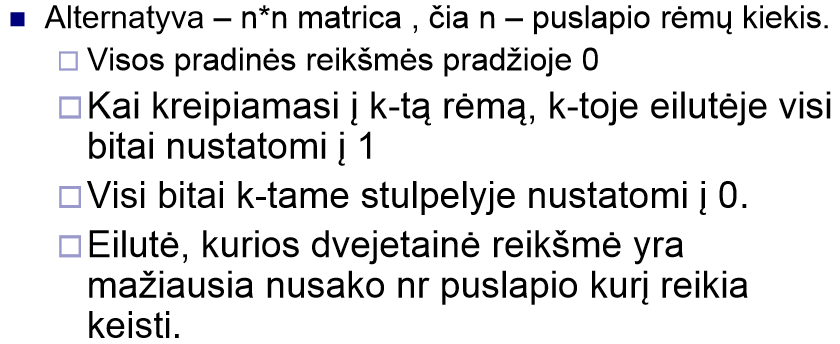 Alternatyva – n*n matrica , čia n – puslapio rėmų kiekis.
Visos pradinės reikšmės pradžioje 0
Kai kreipiamasi į k-tą rėmą, k-toje eilutėje visi
bitai nustatomi į 1
Visi bitai k-tame stulpelyje nustatomi į 0.
Eilutė, kurios dvejetainė reikšmė yra
mažiausia nusako nr puslapio kurį reikia
keisti.